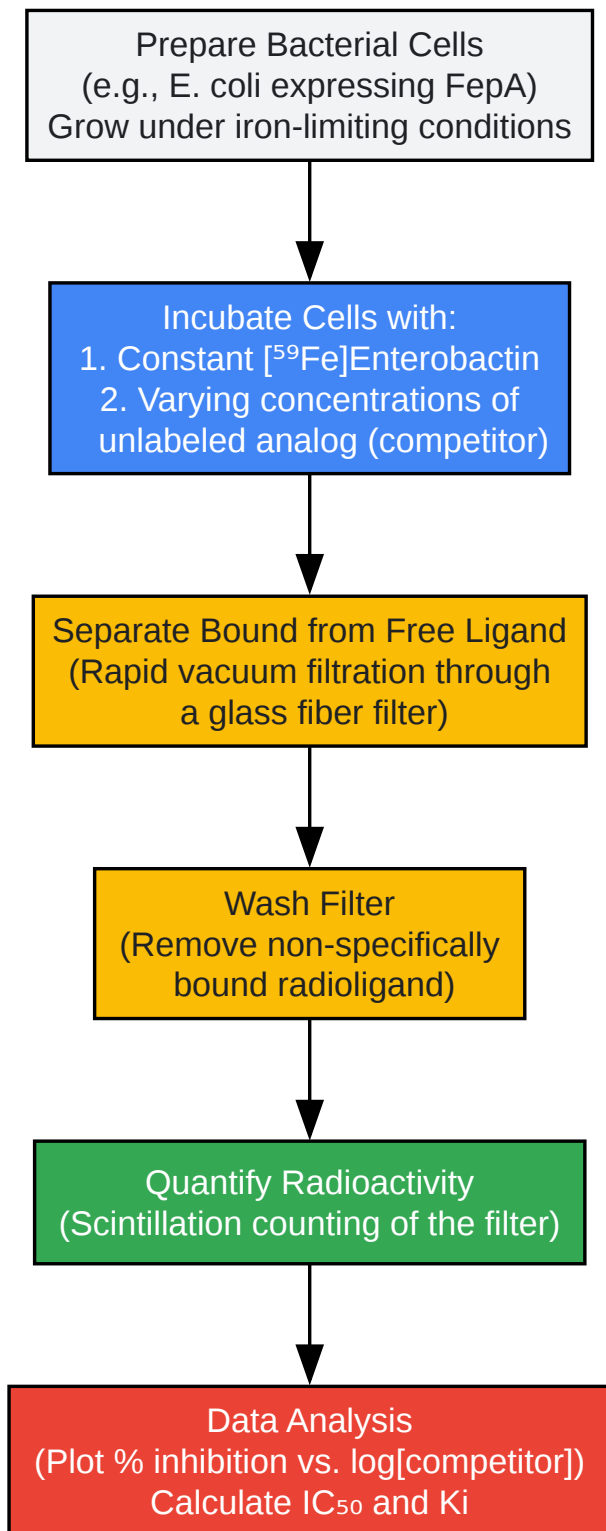 Prepare Bacterial Cells
(e.g., E. coli expressing FepA)
Grow under iron-limiting conditions
Incubate Cells with:
1. Constant [⁵⁹Fe]Enterobactin
2. Varying concentrations of
unlabeled analog (competitor)
Separate Bound from Free Ligand
(Rapid vacuum filtration through
a glass fiber filter)
Wash Filter
(Remove non-specifically
bound radioligand)
Quantify Radioactivity
(Scintillation counting of the filter)
Data Analysis
(Plot % inhibition vs. log[competitor])
Calculate IC₅₀ and Ki